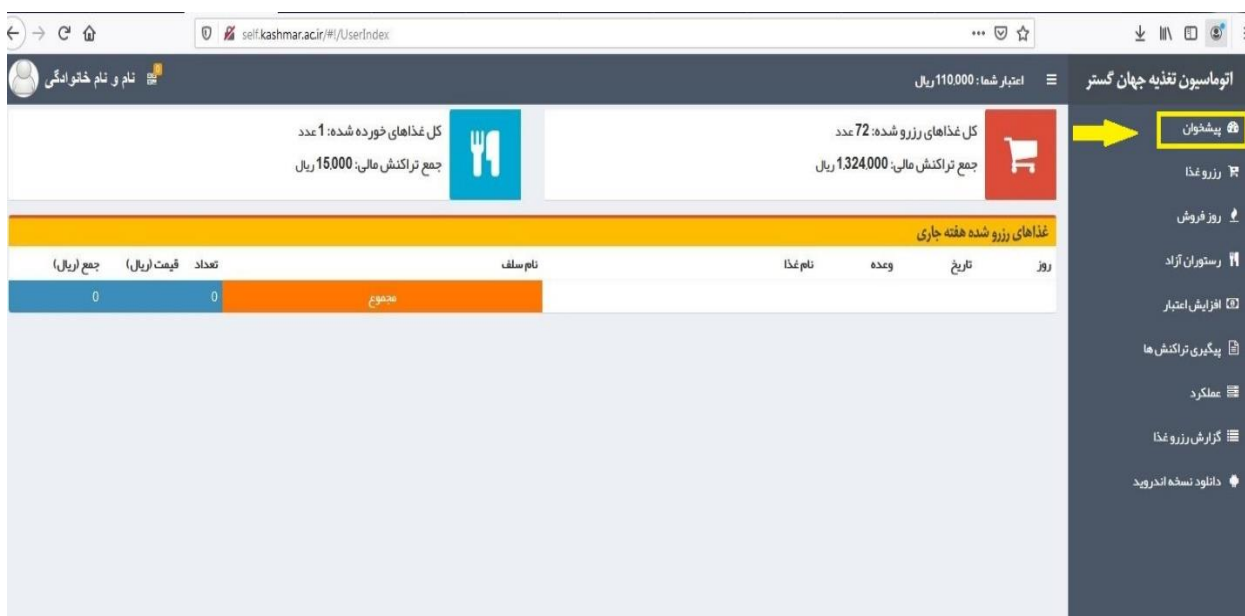 self.kashmar.ac.ir/#!/UserIndex
اتوماسیون تغذیه جهان گستر
اعتبار شما : 110,000 ریال
0
نام و نام خانوادگی
پیشخوان
رزرو غذا
روز فروش
رستوران آزاد
افزایش اعتبار
پیگیری تراکنش ها
عملکرد
گزارش رزرو غذا
دانلود نسخه اندروید
کل غذاهای رزرو شده: 72 عدد
جمع تراکنش مالی: 1,324,000 ریال
کل غذاهای خورده شده: 1 عدد
جمع تراکنش مالی: 15,000 ریال
غذاهای رزرو شده هفته جاری
روز تاریخ وعده نام غذا نام سلف تعداد قیمت (ریال) جمع (ریال)
مجموع 0 0